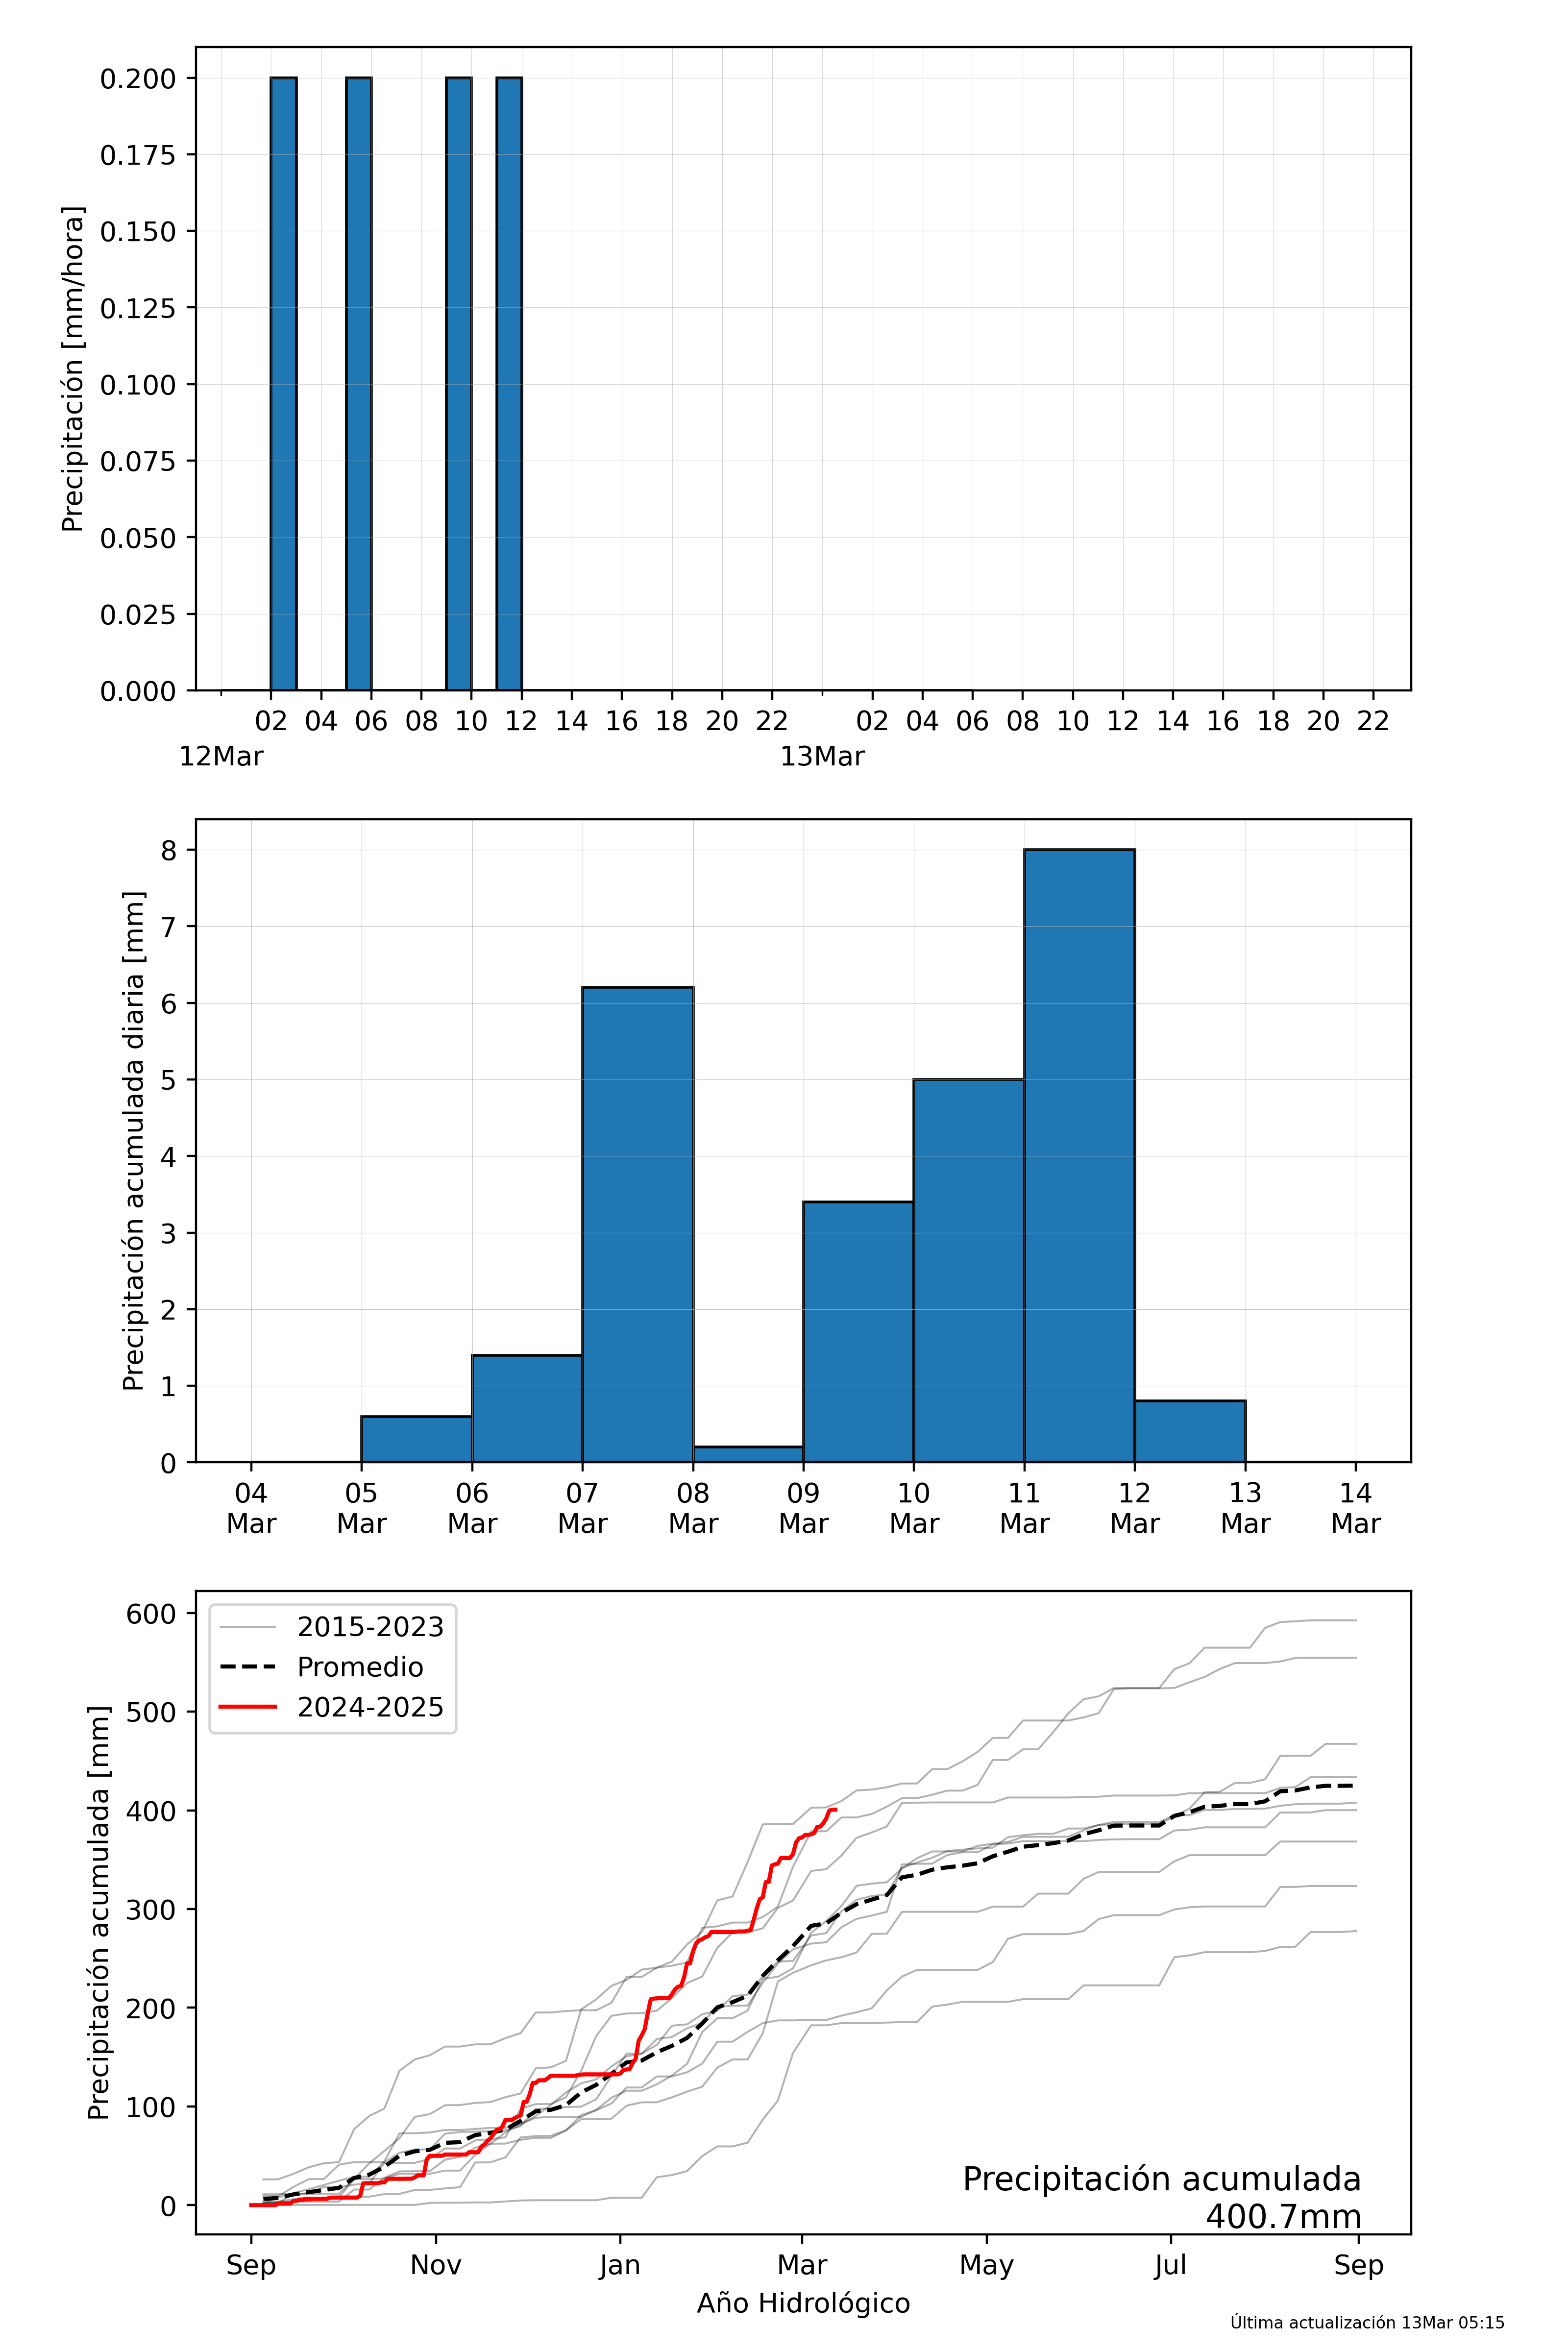 0.200
0.175
0.150
0.125
0.100
0.075
0.050
0.025
0.000
Precipitación [mm/hora]
02 04 06 08 10 12 14 16 18 20 22 02 04 06 08 10 12 14 16 18 20 22
12Mar 13Mar
8
7
6
5
4
3
2
1
0
Precipitación acumulada diaria [mm]
04 05 06 07 08 09 10 11 12 13 14
Mar Mar Mar Mar Mar Mar Mar Mar Mar Mar Mar
600
500
400
300
200
100
0
Precipitación acumulada [mm]
2015-2023
Promedio
2024-2025
Precipitación acumulada
400.7mm
Sep Nov Jan Mar May Jul Sep
Año Hidrológico
Última actualización 13Mar 05:15